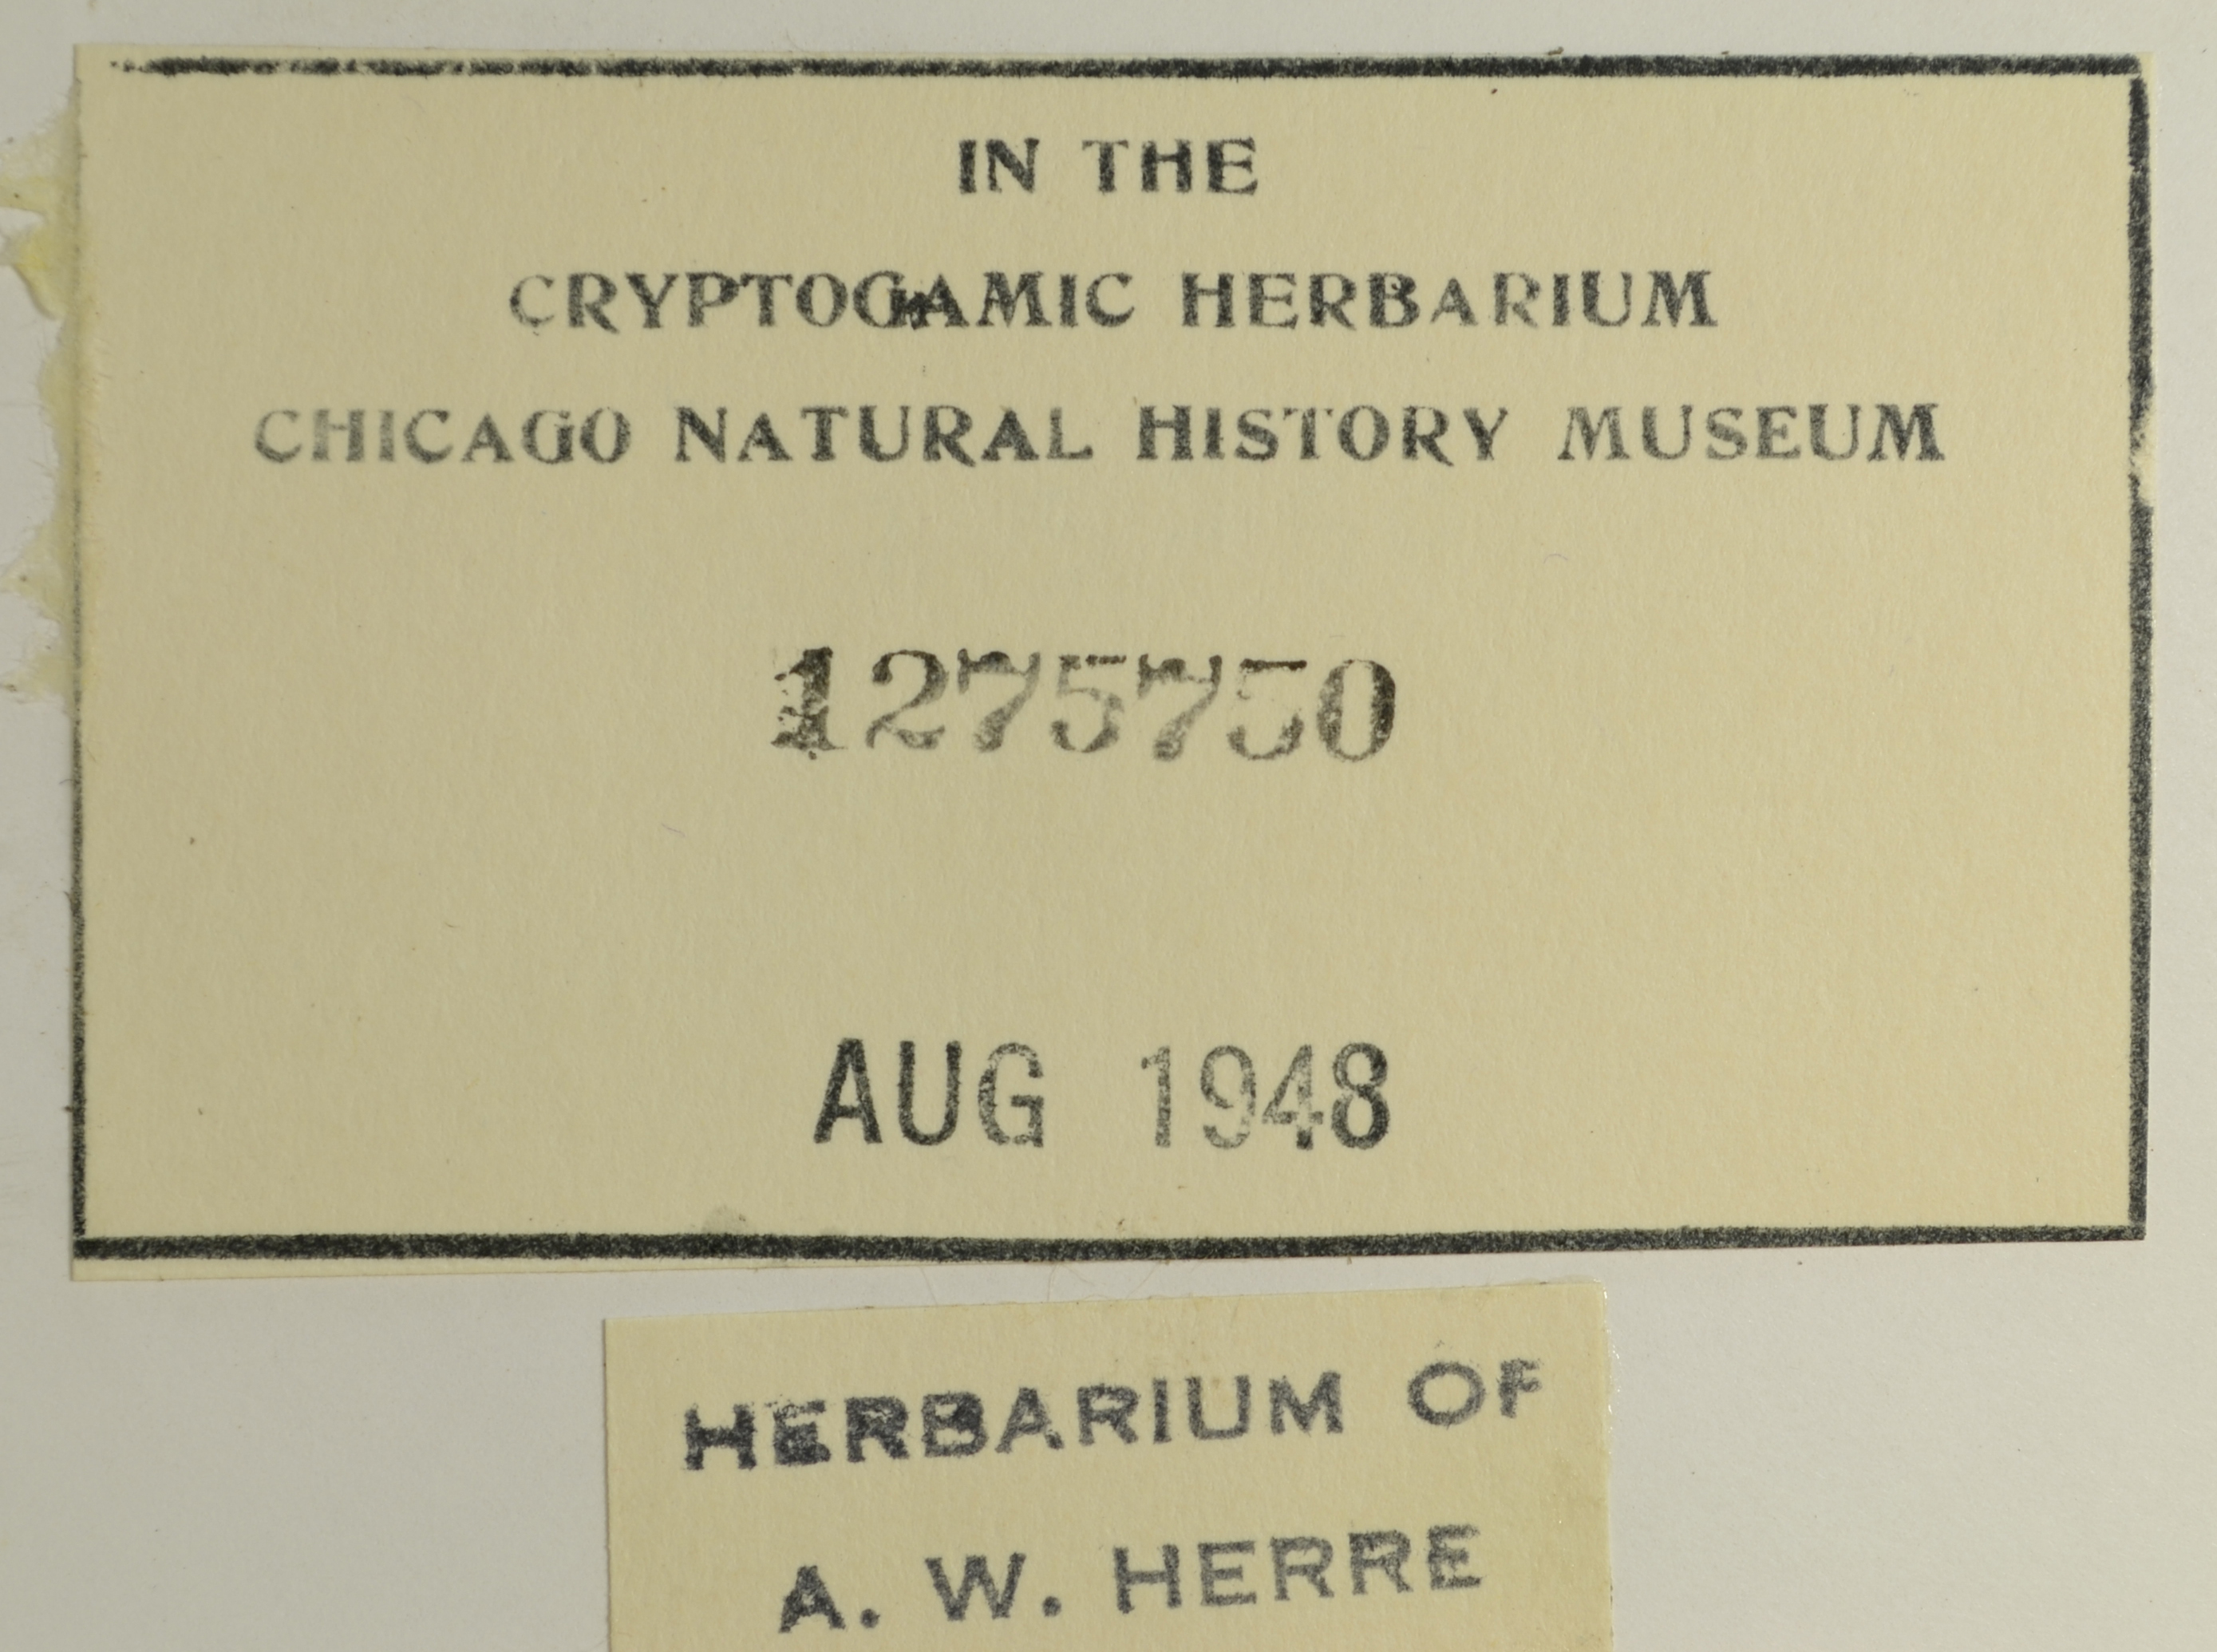 IN THE
CRYPTOGAMIC HERBARIUM
CHICAGO NATURAL HISTORY MUSEUM
1275750
AUG 1948
HERBARIUM OF
A. W. HERRE